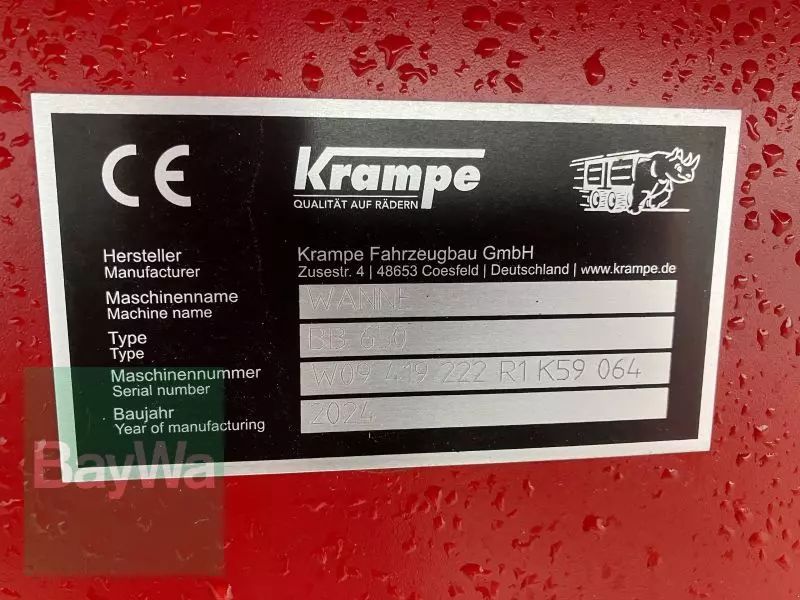 CE
Krampe
QUALITÄT AUF RÄDERN
Hersteller
Manufacturer
Krampe Fahrzeugbau GmbH
Zusestr. 4 | 48653 Coesfeld | Deutschland | www.krampe.de
Maschinenname
Machine name
WANNE
Type
Type
BB 650
Maschinennummer
Serial number
W09 419 222 R1 K59 064
Baujahr
Year of manufacturing
2024
BayWa